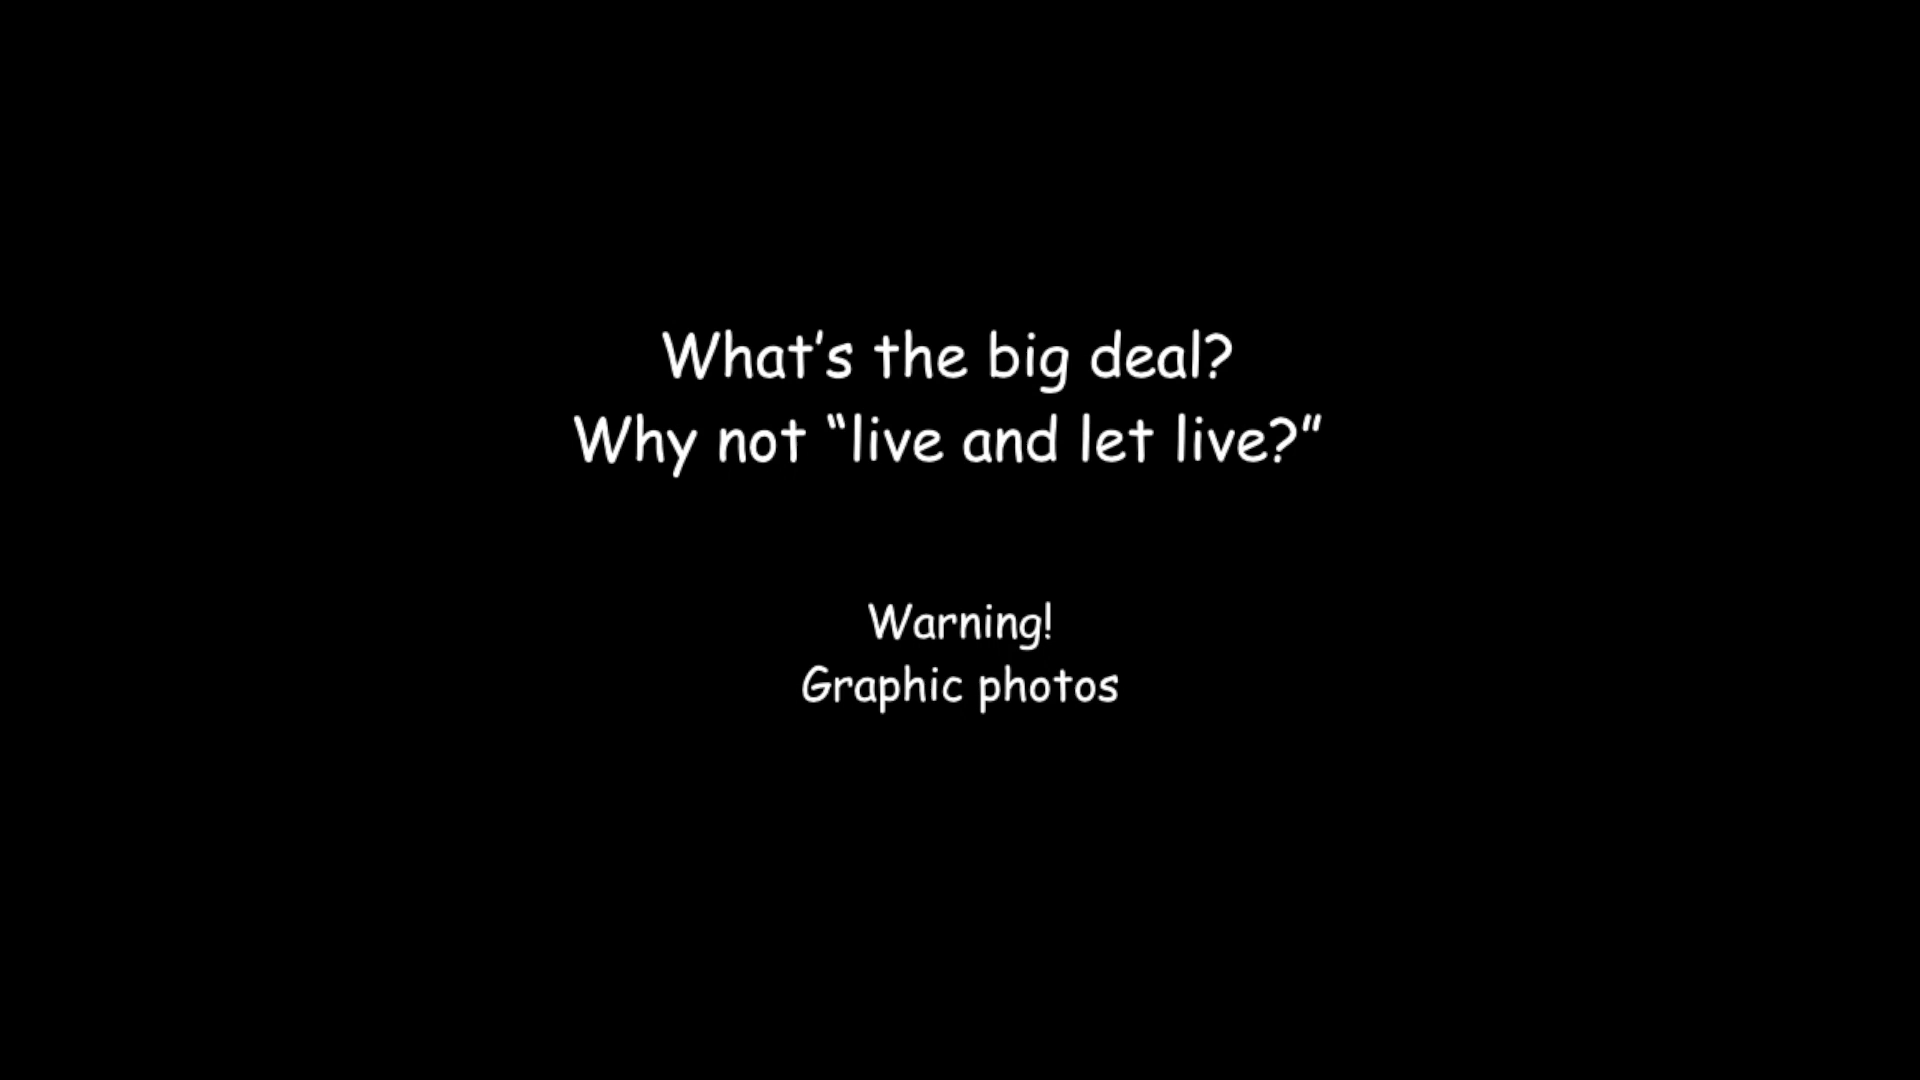 What’s the big deal?
Why not “live and let live?”
Warning!
Graphic photos